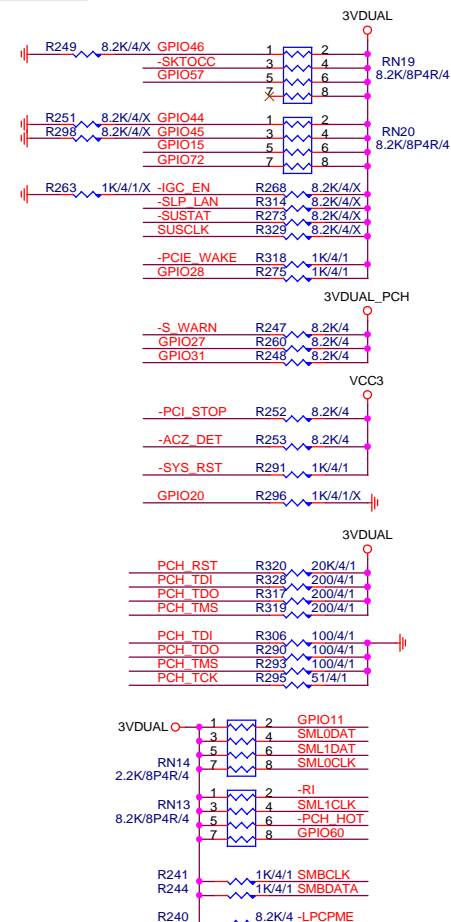 3VDUAL
R249 8.2K/4/X GPIO46 1 2
-SKTOCC 3 4 RN19
GPIO57 5 6 8.2K/8P4R/4
7 8
R251 8.2K/4/X GPIO44 1 2
R298 8.2K/4/X GPIO45 3 4 RN20
GPIO15 5 6 8.2K/8P4R/4
GPIO72 7 8
R263 1K/4/1/X -IGC_EN R268 8.2K/4/X
-SLP_LAN R314 8.2K/4/X
-SUSTAT R273 8.2K/4/X
SUSCLK R329 8.2K/4/X
-PCIE_WAKE R318 1K/4/1
GPIO28 R275 1K/4/1
3VDUAL_PCH
-S_WARN R247 8.2K/4
GPIO27 R260 8.2K/4
GPIO31 R248 8.2K/4
VCC3
-PCI_STOP R252 8.2K/4
-ACZ_DET R253 8.2K/4
-SYS_RST R291 1K/4/1
GPIO20 R296 1K/4/1/X
3VDUAL
PCH_RST R320 20K/4/1
PCH_TDI R328 200/4/1
PCH_TDO R317 200/4/1
PCH_TMS R319 200/4/1
PCH_TDI R306 100/4/1
PCH_TDO R290 100/4/1
PCH_TMS R293 100/4/1
PCH_TCK R295 51/4/1
3VDUAL 1 2 GPIO11
3 4 SML0DAT
5 6 SML1DAT
RN14 7 8 SML0CLK
2.2K/8P4R/4
1 2 -RI
RN13 3 4 SML1CLK
8.2K/8P4R/4 5 6 -PCH_HOT
7 8 GPIO60
R241 1K/4/1 SMBCLK
R244 1K/4/1 SMBDATA
R240 8.2K/4 -LPCPME